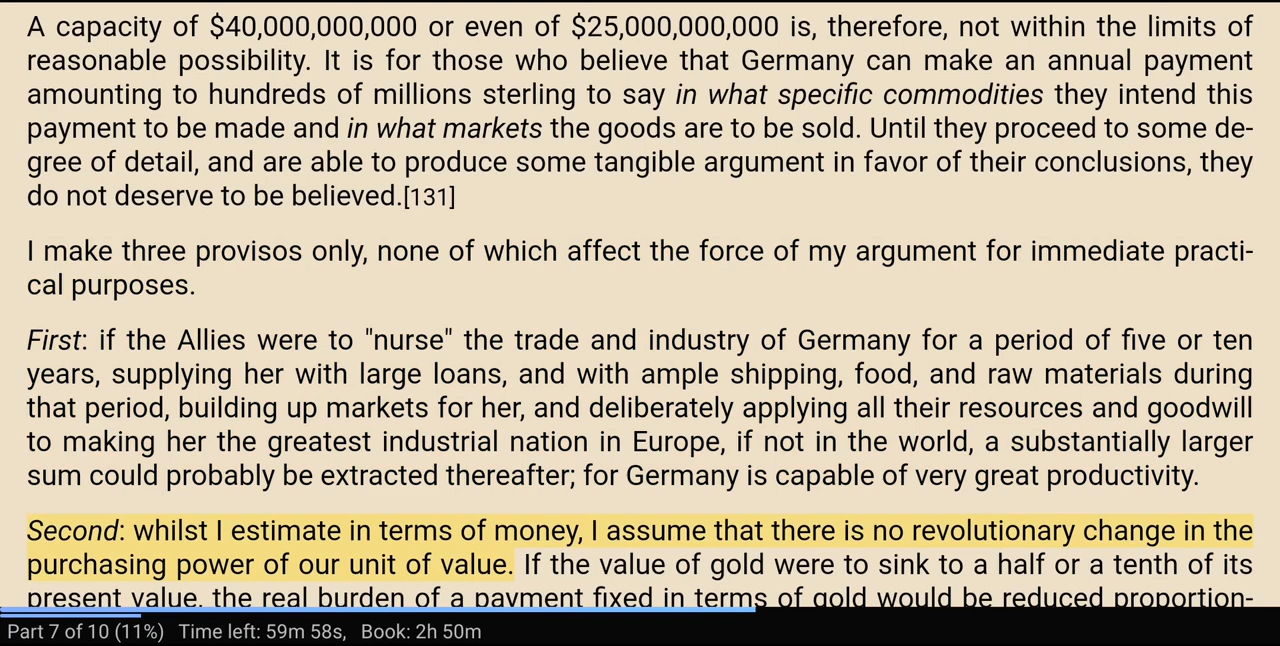 A capacity of $40,000,000,000 or even of $25,000,000,000 is, therefore, not within the limits of
reasonable possibility. It is for those who believe that Germany can make an annual payment
amounting to hundreds of millions sterling to say in what specific commodities they intend this
payment to be made and in what markets the goods are to be sold. Until they proceed to some de-
gree of detail, and are able to produce some tangible argument in favor of their conclusions, they
do not deserve to be believed.[131]
I make three provisos only, none of which affect the force of my argument for immediate practi-
cal purposes.
First: if the Allies were to "nurse" the trade and industry of Germany for a period of five or ten
years, supplying her with large loans, and with ample shipping, food, and raw materials during
that period, building up markets for her, and deliberately applying all their resources and goodwill
to making her the greatest industrial nation in Europe, if not in the world, a substantially larger
sum could probably be extracted thereafter; for Germany is capable of very great productivity.
Second: whilst I estimate in terms of money, I assume that there is no revolutionary change in the
purchasing power of our unit of value. If the value of gold were to sink to a half or a tenth of its
present value, the real burden of a payment fixed in terms of gold would be reduced proportion-
Part 7 of 10 (11%) Time left: 59m 58s, Book: 2h 50m